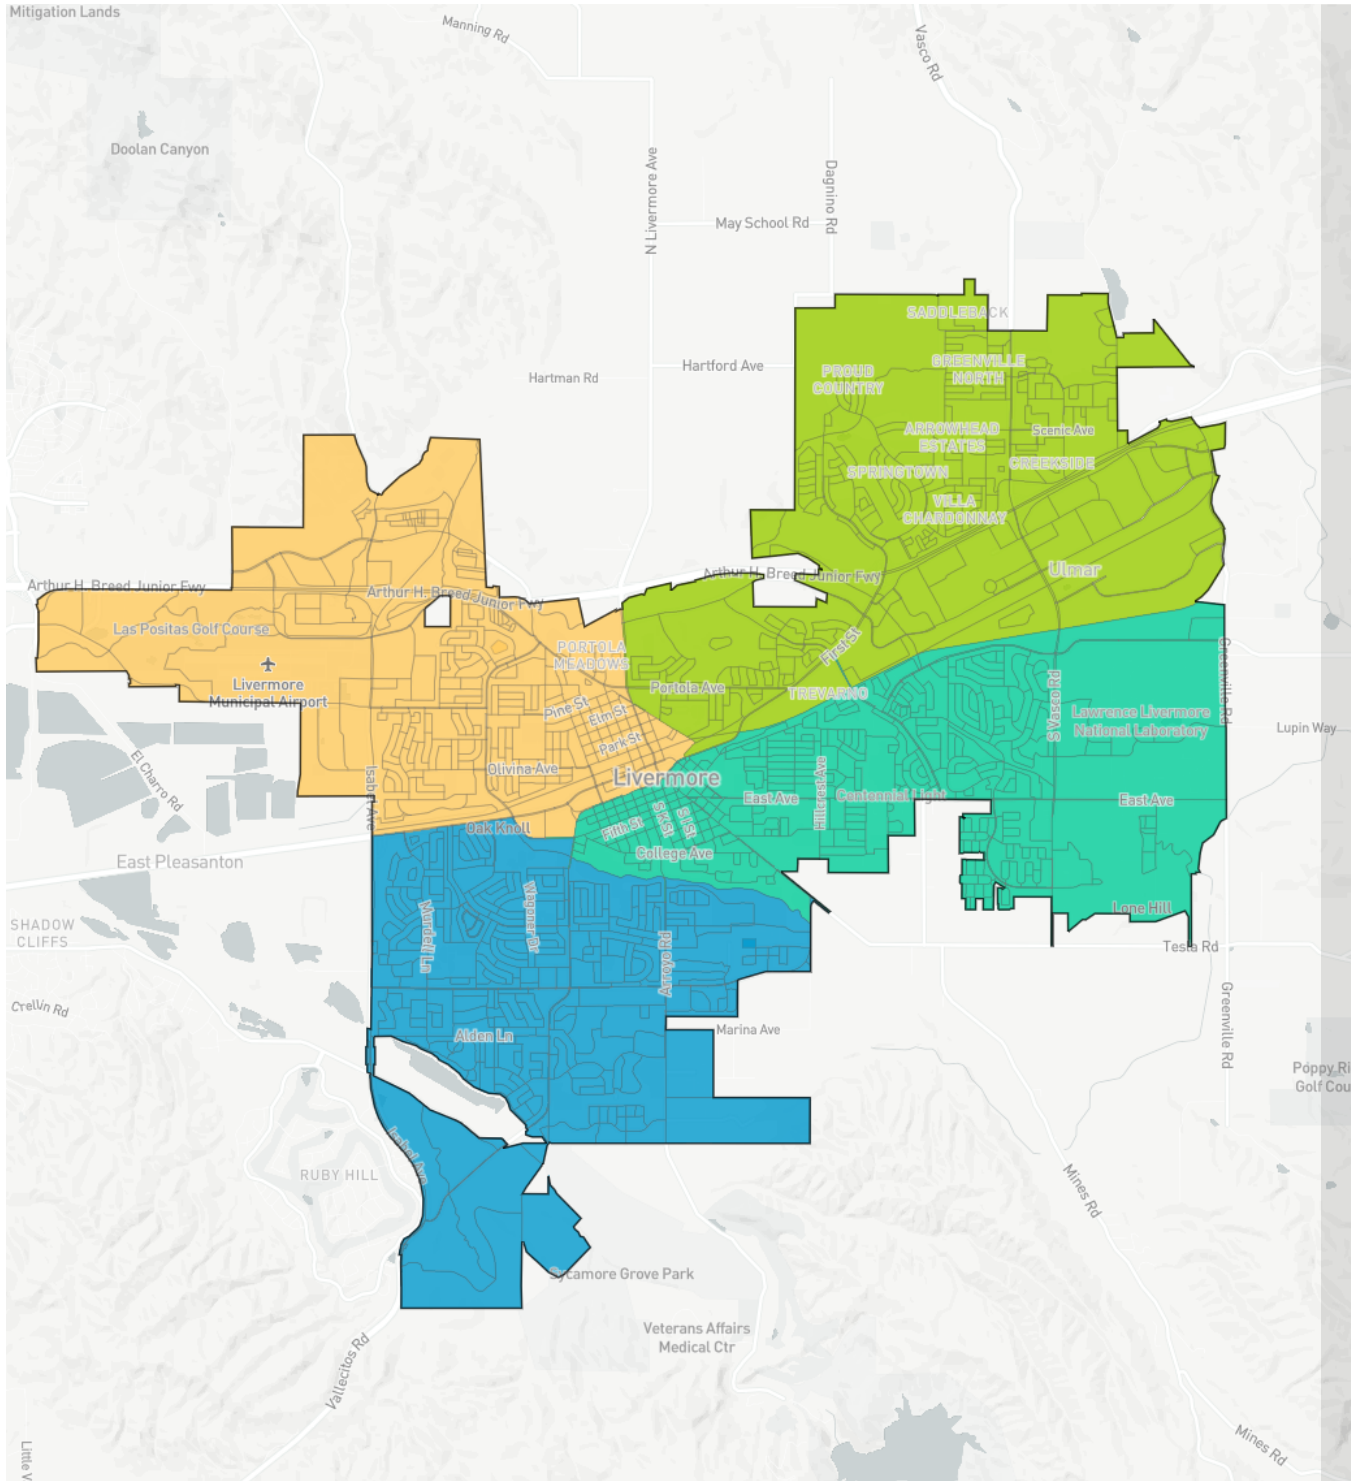 Mitigation Lands
Manning Rd
Vasco Rd
Doolan Canyon
N Livermore Ave
Dagnino Rd
May School Rd
SADDLEBACK
Hartford Ave
Hartman Rd
PROUD
COUNTRY
GREENVILLE
NORTH
ARROWHEAD
ESTATES
Scenic Ave
SPRINGTOWN
CREEKSIDE
VILLA
CHARDONNAY
Ulmar
Arthur H. Breed Junior Fwy
Arthur H. Breed Junior Fwy
Arthur H. Breed Junior Fwy
Las Positas Golf Course
Livermore
Municipal Airport
PORTOLA
MEADOWS
First St
Portola Ave
TREVARNO
Pine St
Elm St
Park St
S Vasco Rd
Greenville Rd
Lawrence Livermore
National Laboratory
Lupin Way
El Charro Rd
Isabel Ave
Olivina Ave
Livermore
East Ave
Hillcrest Ave
Centennial Light
East Ave
Oak Knoll
Fifth St
S K St
S I St
College Ave
East Pleasanton
SHADOW
CLIFFS
Murdell Ln
Wagoner Dr
Arroyo Rd
Lone Hill
Tesla Rd
Crellin Rd
Alden Ln
Marina Ave
Greenville Rd
Poppy Ri
Golf Cou
Isabel Ave
RUBY HILL
Mines Rd
Sycamore Grove Park
Veterans Affairs
Medical Ctr
Vallecitos Rd
Mines Rd
Little V